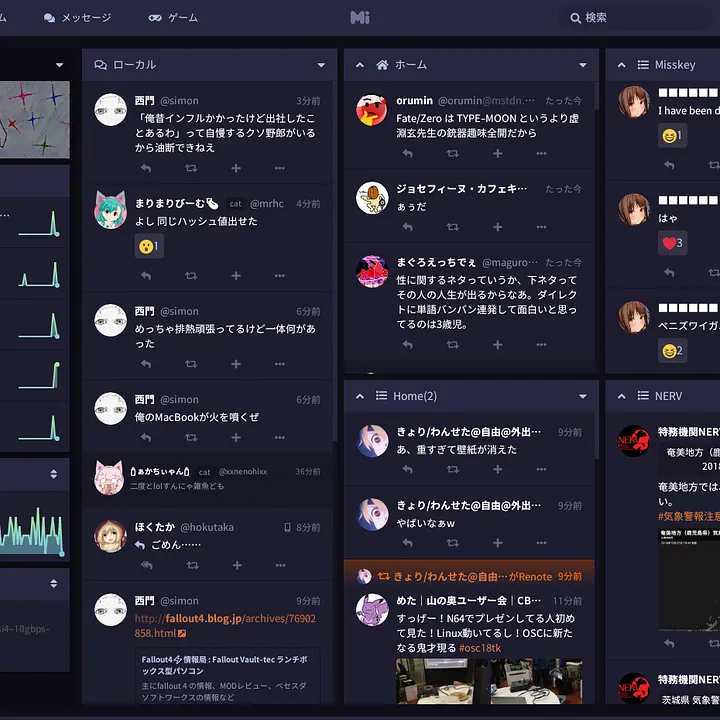 ム
メッセージ
ゲーム
Mi
検索
ローカル
西門 @simon 3分前
「俺昔インフルかかったけど出社したこ
とあるわ」って自慢するクソ野郎がいる
から油断できねえ
まりまりびーむ cat @mrhc 4分前
よし 同じハッシュ値出せた
1
西門 @simon 6分前
めっちゃ排熱頑張ってるけど一体何があ
った
西門 @simon 6分前
俺のMacBookが火を噴くぜ
ぁかちぃゃん cat @xxnenohixx 36分前
二度とlolすんにゃ雑魚ども
ほくたか @hokutaka 8分前
ごめん……
西門 @simon 9分前
http://fallout4.blog.jp/archives/76902
858.html
Fallout4 情報局 : Fallout Vault-tec ランチボ
ックス型パソコン
主にfallout 4 の情報、MODレビュー、ベセスダ
ソフトワークスの情報など
ホーム
orumin @orumin@mstdn.… たった今
Fate/Zero は TYPE-MOON というより虚
淵玄先生の銃器趣味全開だから
ジョセフィーヌ・カフェキ… たった今
ぁぅだ
まぐろえっちでぇ @maguro… たった今
性に関するネタっていうか、下ネタって
その人の人生が出るからなあ。ダイレク
トに単語バンバン連発して面白いと思っ
てるのは3歳児。
Home(2)
きょり/わんせた@自由@外出… 9分前
あ、重すぎて壁紙が消えた
きょり/わんせた@自由@外出… 9分前
やばいなぁw
きょり/わんせた@自由…がRenote 9分前
めた｜山の奥ユーザー会｜CB… 11分前
すっげー！N64でプレゼンしてる人初め
て見た！Linux動いてるし！OSCに新た
なる鬼才現る #osc18tk
Misskey
I have been d
1
はゃ
3
ベニズワイガ
2
NERV
特務機関NER
奄美地方（鹿
2018
奄美地方では、
い。
#気象警報注意
特務機関NER
茨城県 気象警
si4-10gbps-